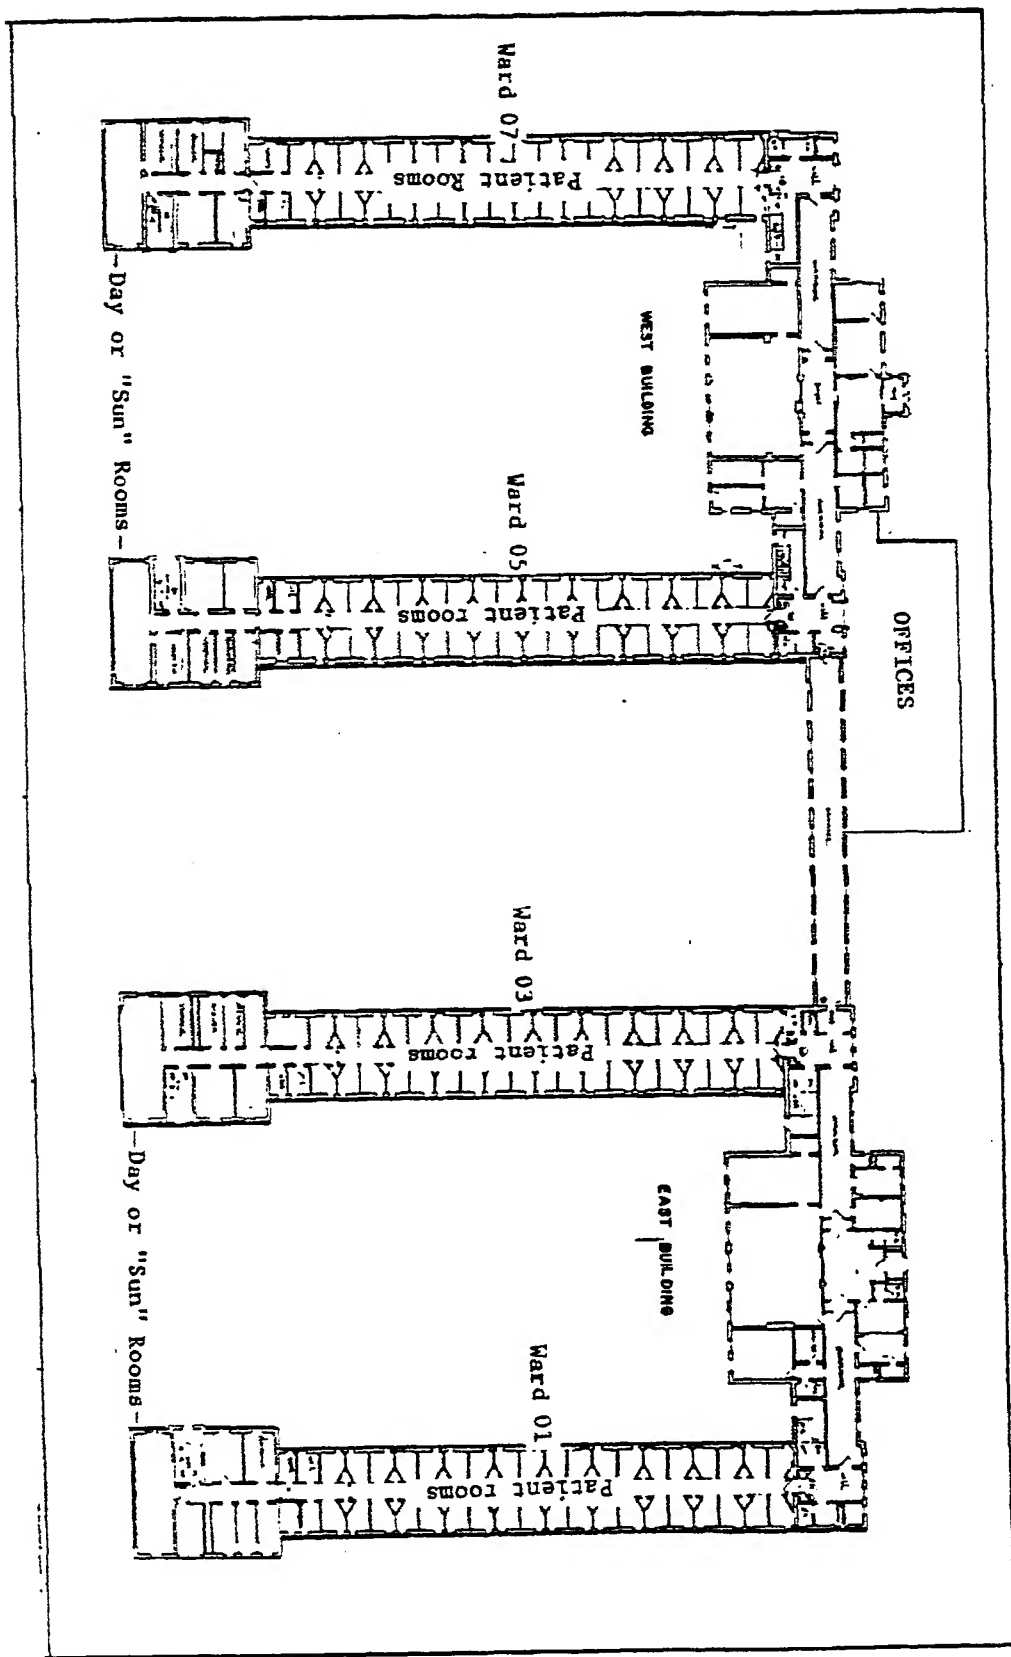 Ward 07
Patient Rooms
WEST BUILDING
OFFICES
Day or "Sun" Rooms
Ward 05
Patient rooms
Ward 03
Patient rooms
EAST BUILDING
Day or "Sun" Rooms
Ward 01
Patient rooms